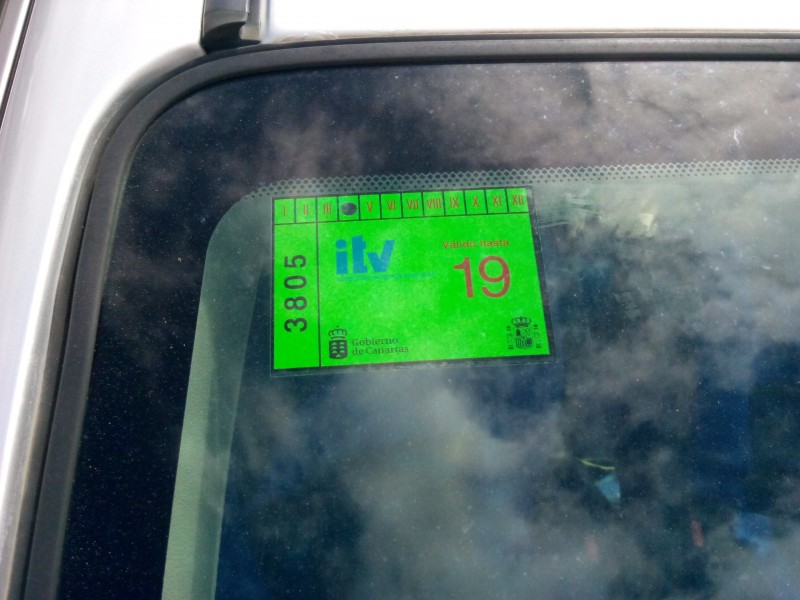 I II III V VI VII VIII IX X XI XII
3805
itv
Válido hasta
19
Gobierno
de Canarias